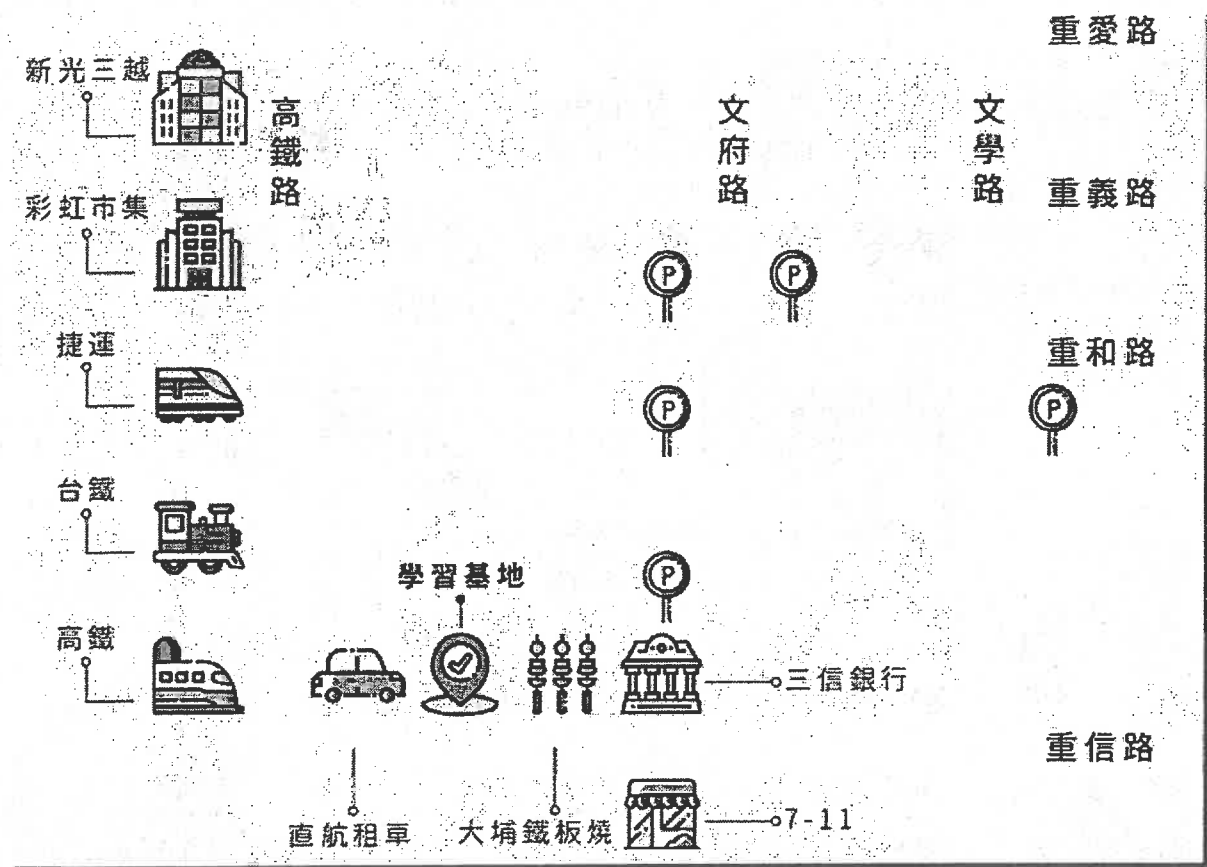 重愛路
新光三越
高鐵路
文府路
文學路
彩虹市集
重義路
P
P
捷運
重和路
P
P
台鐵
學習基地
P
高鐵
三信銀行
重信路
直航租車
大埔鐵板燒
7-11